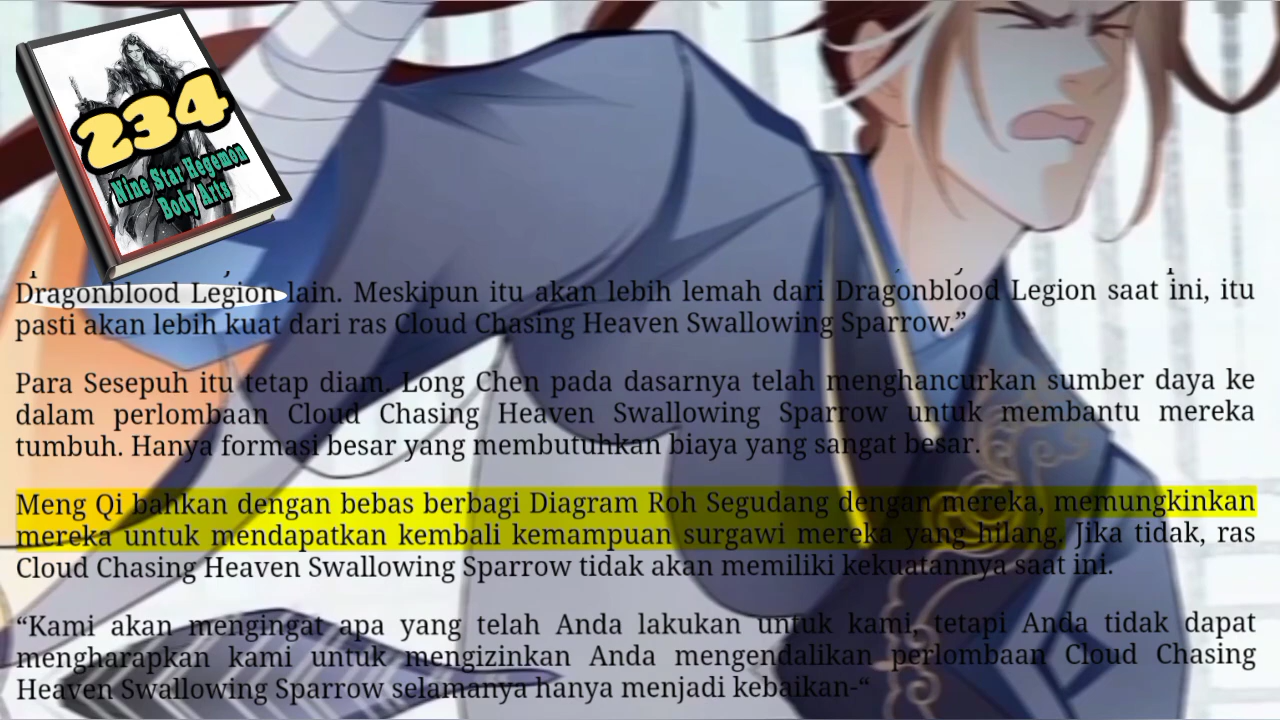 234
Nine Star Hegemon
Body Arts
Dragonblood Legion lain. Meskipun itu akan lebih lemah dari Dragonblood Legion saat ini, itu
pasti akan lebih kuat dari ras Cloud Chasing Heaven Swallowing Sparrow.”
Para Sesepuh itu tetap diam. Long Chen pada dasarnya telah menghancurkan sumber daya ke
dalam perlombaan Cloud Chasing Heaven Swallowing Sparrow untuk membantu mereka
tumbuh. Hanya formasi besar yang membutuhkan biaya yang sangat besar.
Meng Qi bahkan dengan bebas berbagi Diagram Roh Segudang dengan mereka, memungkinkan
mereka untuk mendapatkan kembali kemampuan surgawi mereka yang hilang. Jika tidak, ras
Cloud Chasing Heaven Swallowing Sparrow tidak akan memiliki kekuatannya saat ini.
“Kami akan mengingat apa yang telah Anda lakukan untuk kami, tetapi Anda tidak dapat
mengharapkan kami untuk mengizinkan Anda mengendalikan perlombaan Cloud Chasing
Heaven Swallowing Sparrow selamanya hanya menjadi kebaikan-“